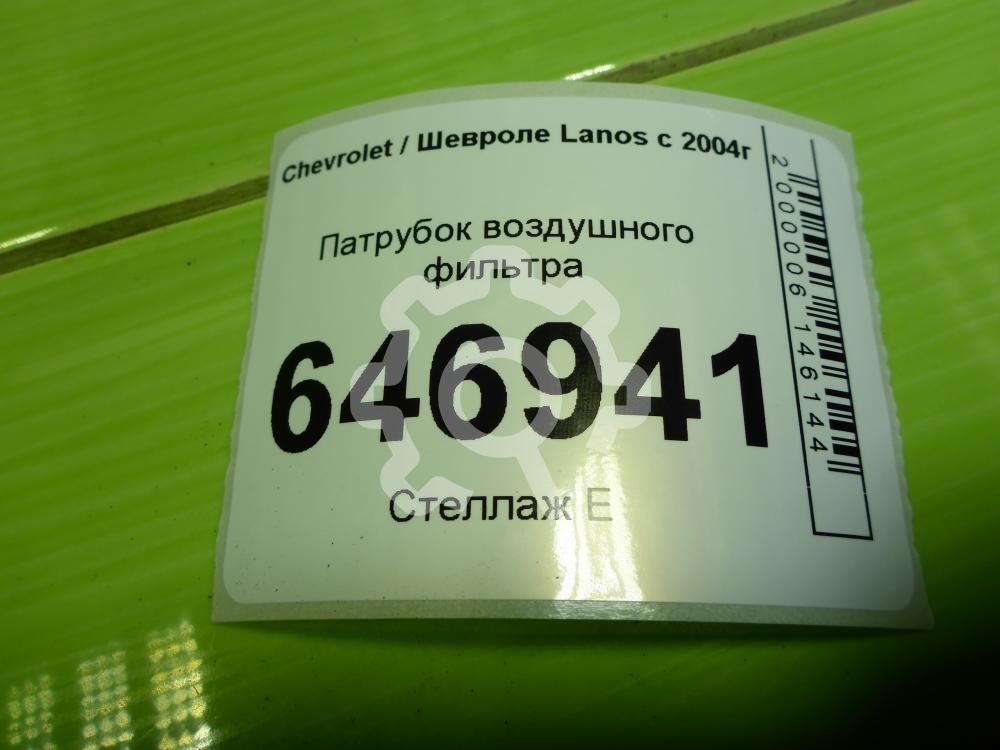 Chevrolet / Шевроле Lanos с 2004г
Патрубок воздушного
фильтра
646941
Стеллаж Е
2000006146144